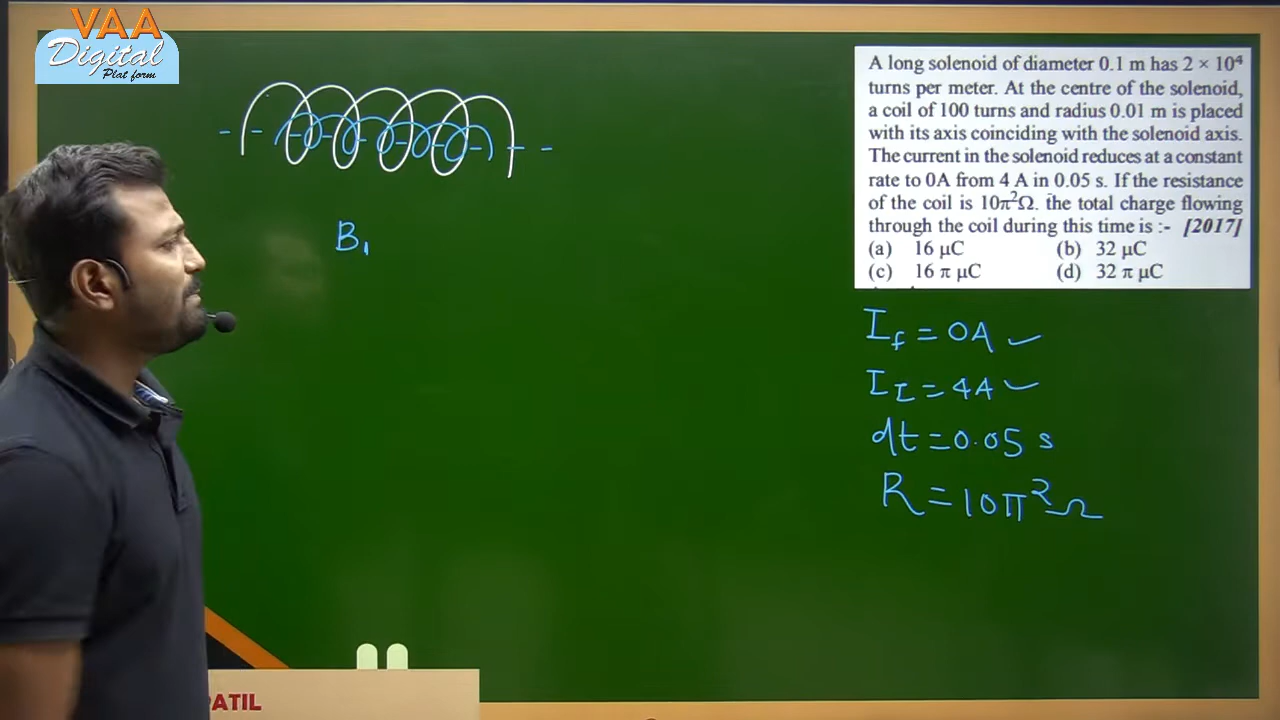 VAA
Digital
Plat form
A long solenoid of diameter 0.1 m has 2 × 10⁴
turns per meter. At the centre of the solenoid,
a coil of 100 turns and radius 0.01 m is placed
with its axis coinciding with the solenoid axis.
The current in the solenoid reduces at a constant
rate to 0A from 4 A in 0.05 s. If the resistance
of the coil is 10π²Ω. the total charge flowing
through the coil during this time is :- [2017]
(a) 16 μC (b) 32 μC
(c) 16 π μC (d) 32 π μC
B₁
I_f = 0A ✓
I_I = 4A ✓
dt = 0.05 s
R = 10π²Ω
PATIL